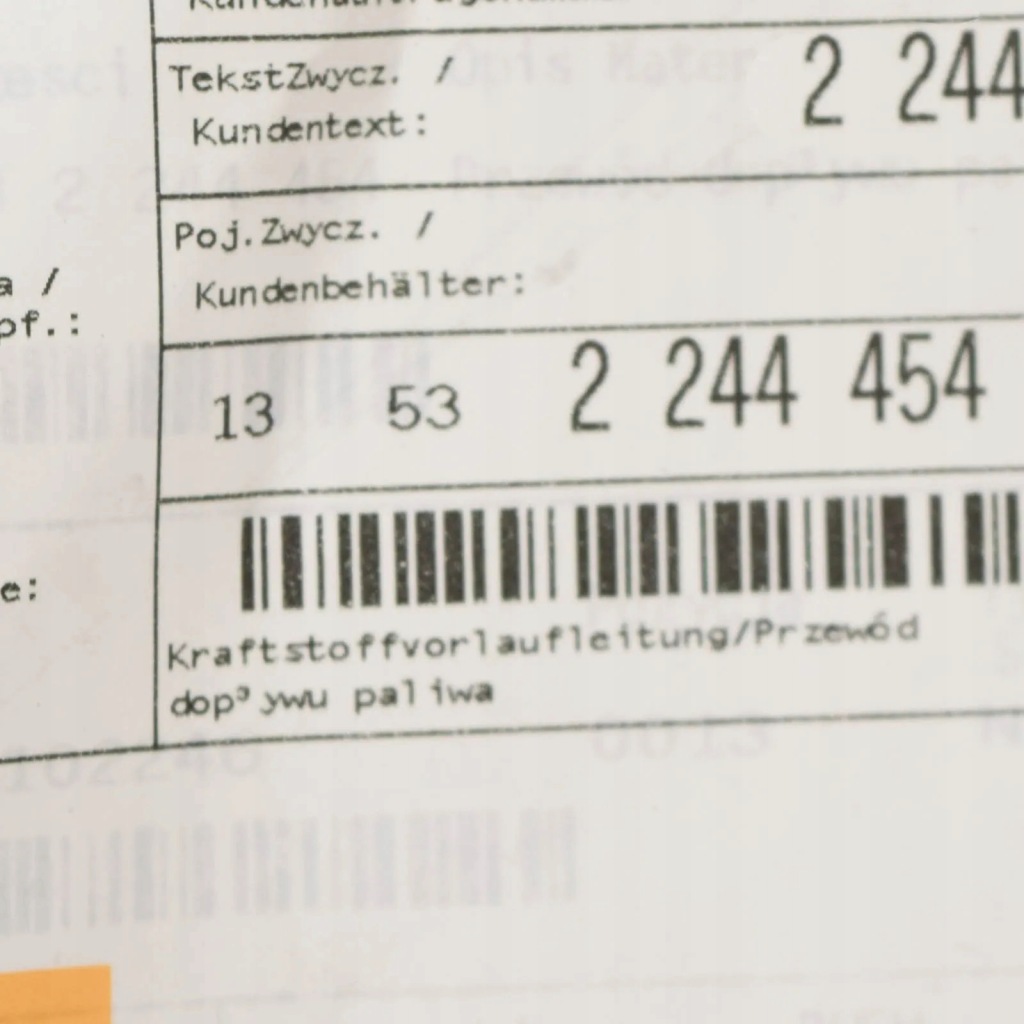 TekstZwycz. /
2 244
Kundentext:
Poj.Zwycz. /
a /
Kundenbehälter:
pf.:
13 53 2 244 454
e:
Kraftstoffvorlaufleitung/Przewód
dop³ywu paliwa